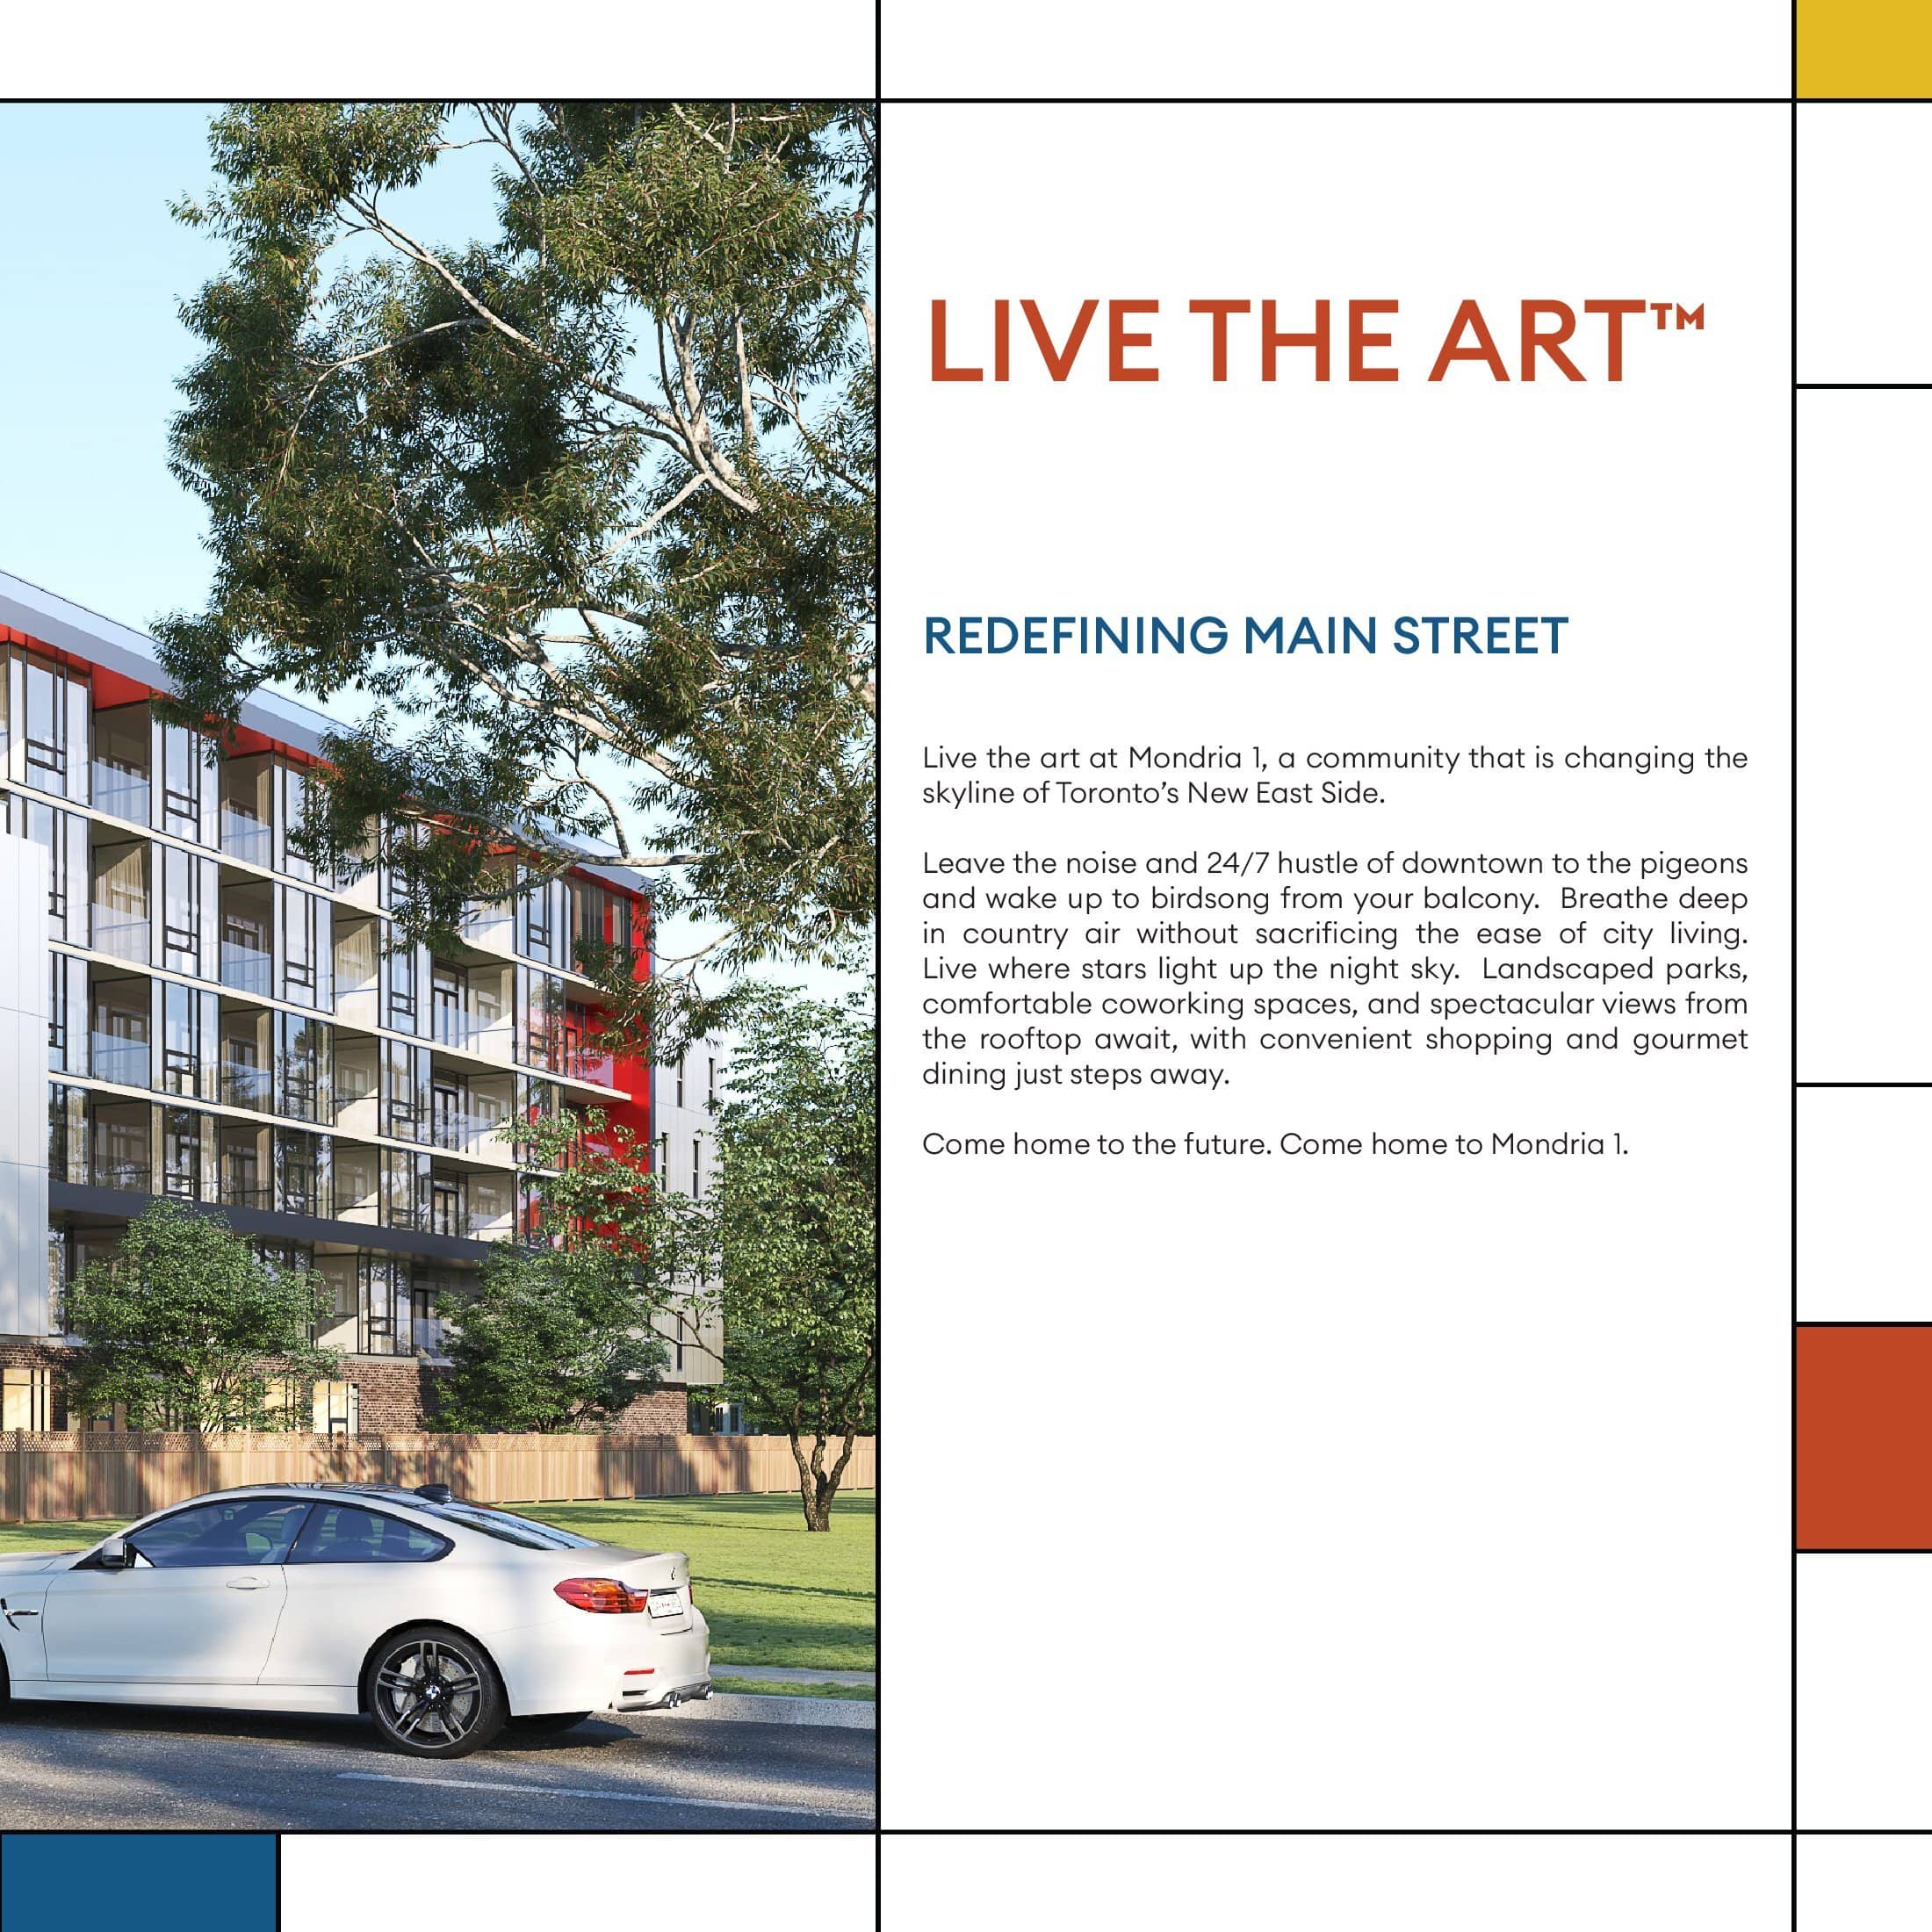 LIVE THE ART™
REDEFINING MAIN STREET
Live the art at Mondria 1, a community that is changing the
skyline of Toronto’s New East Side.
Leave the noise and 24/7 hustle of downtown to the pigeons
and wake up to birdsong from your balcony.  Breathe deep
in country air without sacrificing the ease of city living.
Live where stars light up the night sky.  Landscaped parks,
comfortable coworking spaces, and spectacular views from
the rooftop await, with convenient shopping and gourmet
dining just steps away.
Come home to the future. Come home to Mondria 1.